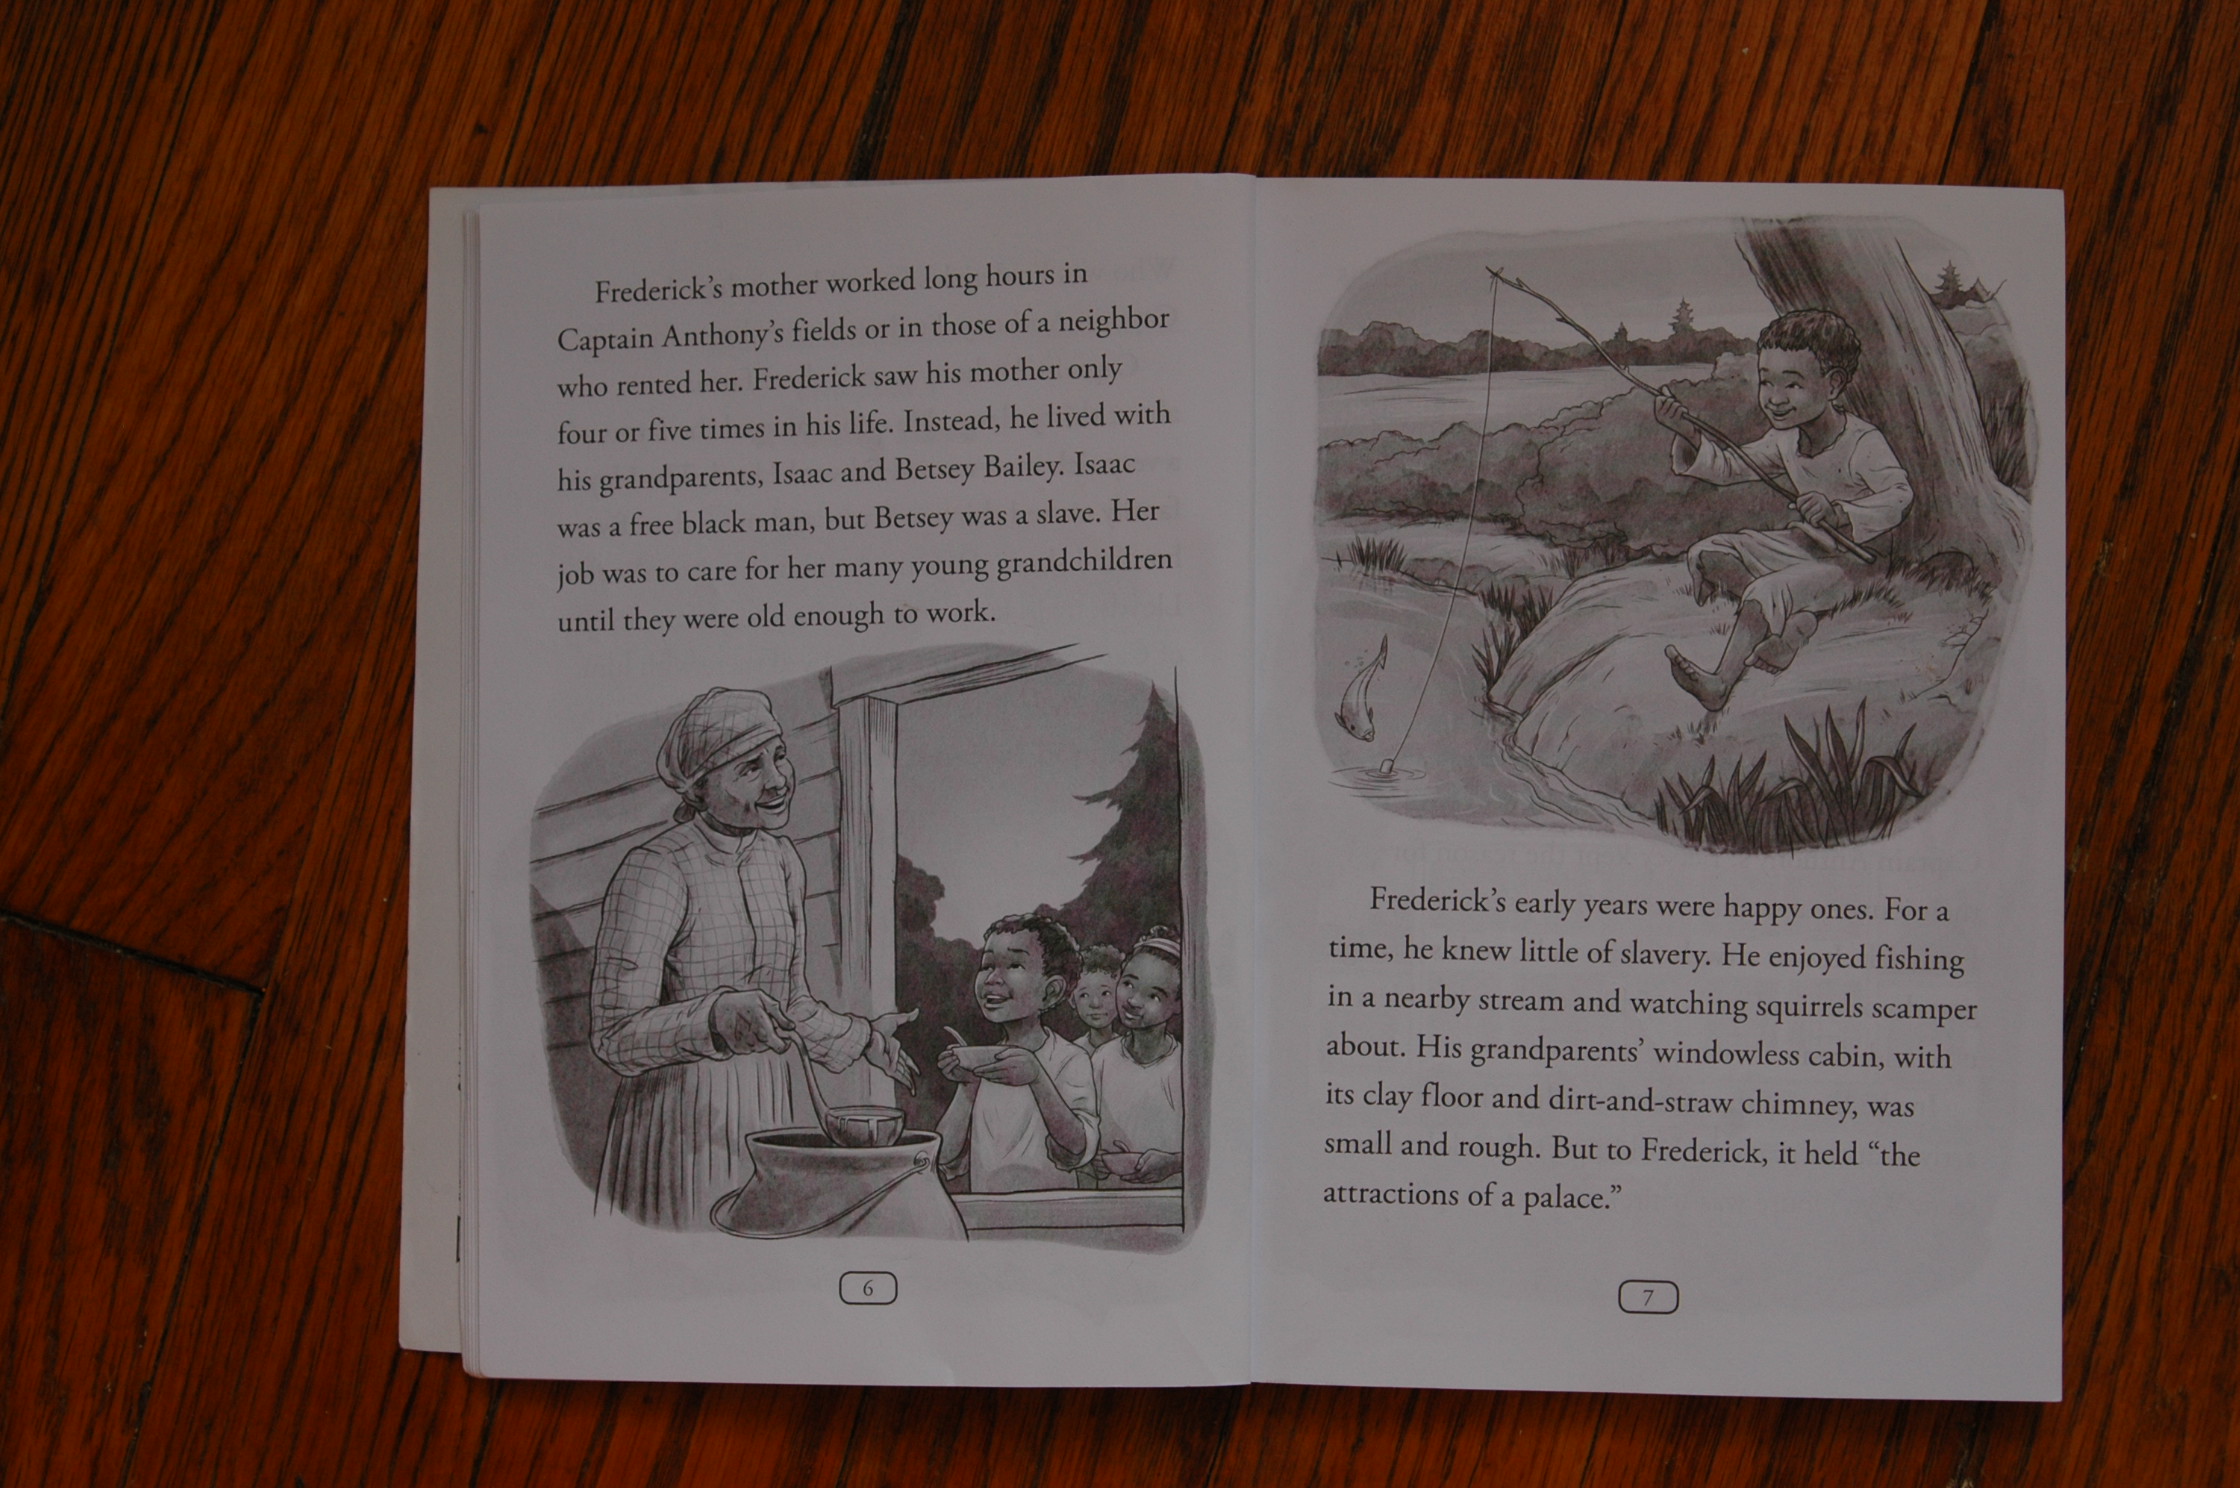 Frederick's mother worked long hours in
Captain Anthony's fields or in those of a neighbor
who rented her. Frederick saw his mother only
four or five times in his life. Instead, he lived with
his grandparents, Isaac and Betsey Bailey. Isaac
was a free black man, but Betsey was a slave. Her
job was to care for her many young grandchildren
until they were old enough to work.
6
Frederick's early years were happy ones. For a
time, he knew little of slavery. He enjoyed fishing
in a nearby stream and watching squirrels scamper
about. His grandparents' windowless cabin, with
its clay floor and dirt-and-straw chimney, was
small and rough. But to Frederick, it held “the
attractions of a palace.”
7